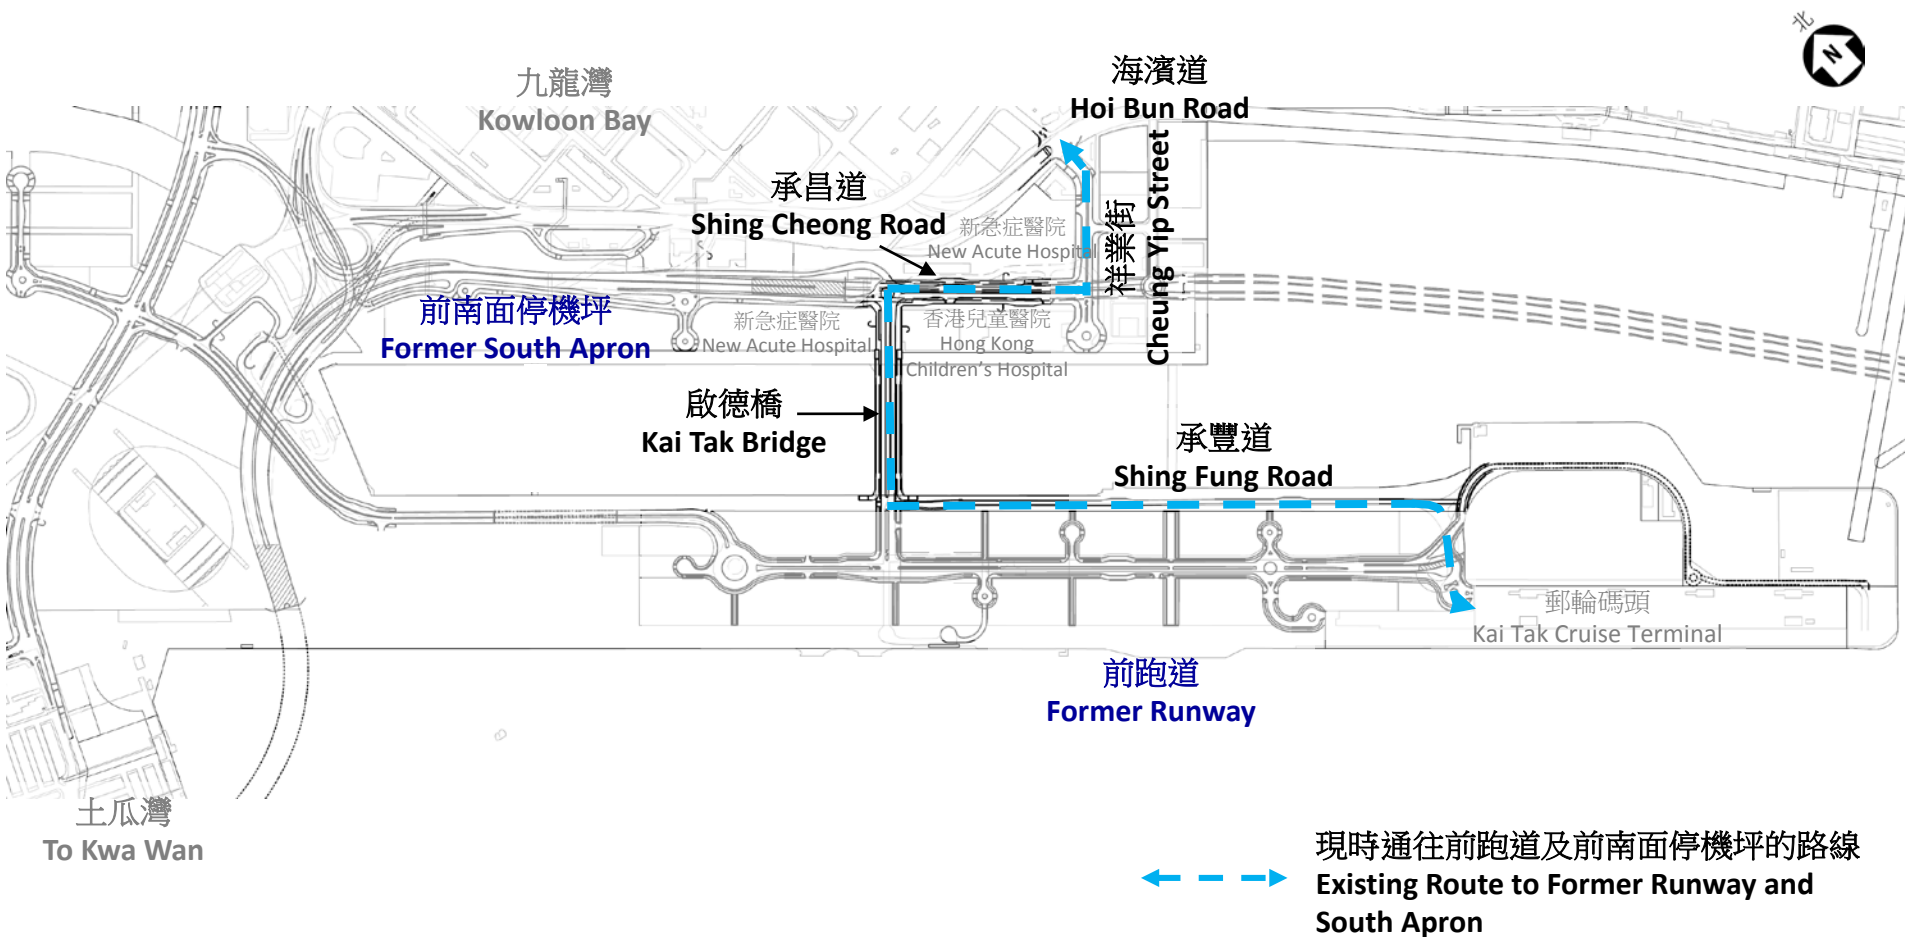 北
N
海濱道
Hoi Bun Road
九龍灣
Kowloon Bay
祥業街
Cheung Yip Street
承昌道
Shing Cheong Road
新急症醫院
New Acute Hospital
前南面停機坪
Former South Apron
新急症醫院
New Acute Hospital
香港兒童醫院
Hong Kong
Children's Hospital
啟德橋
Kai Tak Bridge
承豐道
Shing Fung Road
郵輪碼頭
Kai Tak Cruise Terminal
前跑道
Former Runway
土瓜灣
To Kwa Wan
現時通往前跑道及前南面停機坪的路線
Existing Route to Former Runway and
South Apron